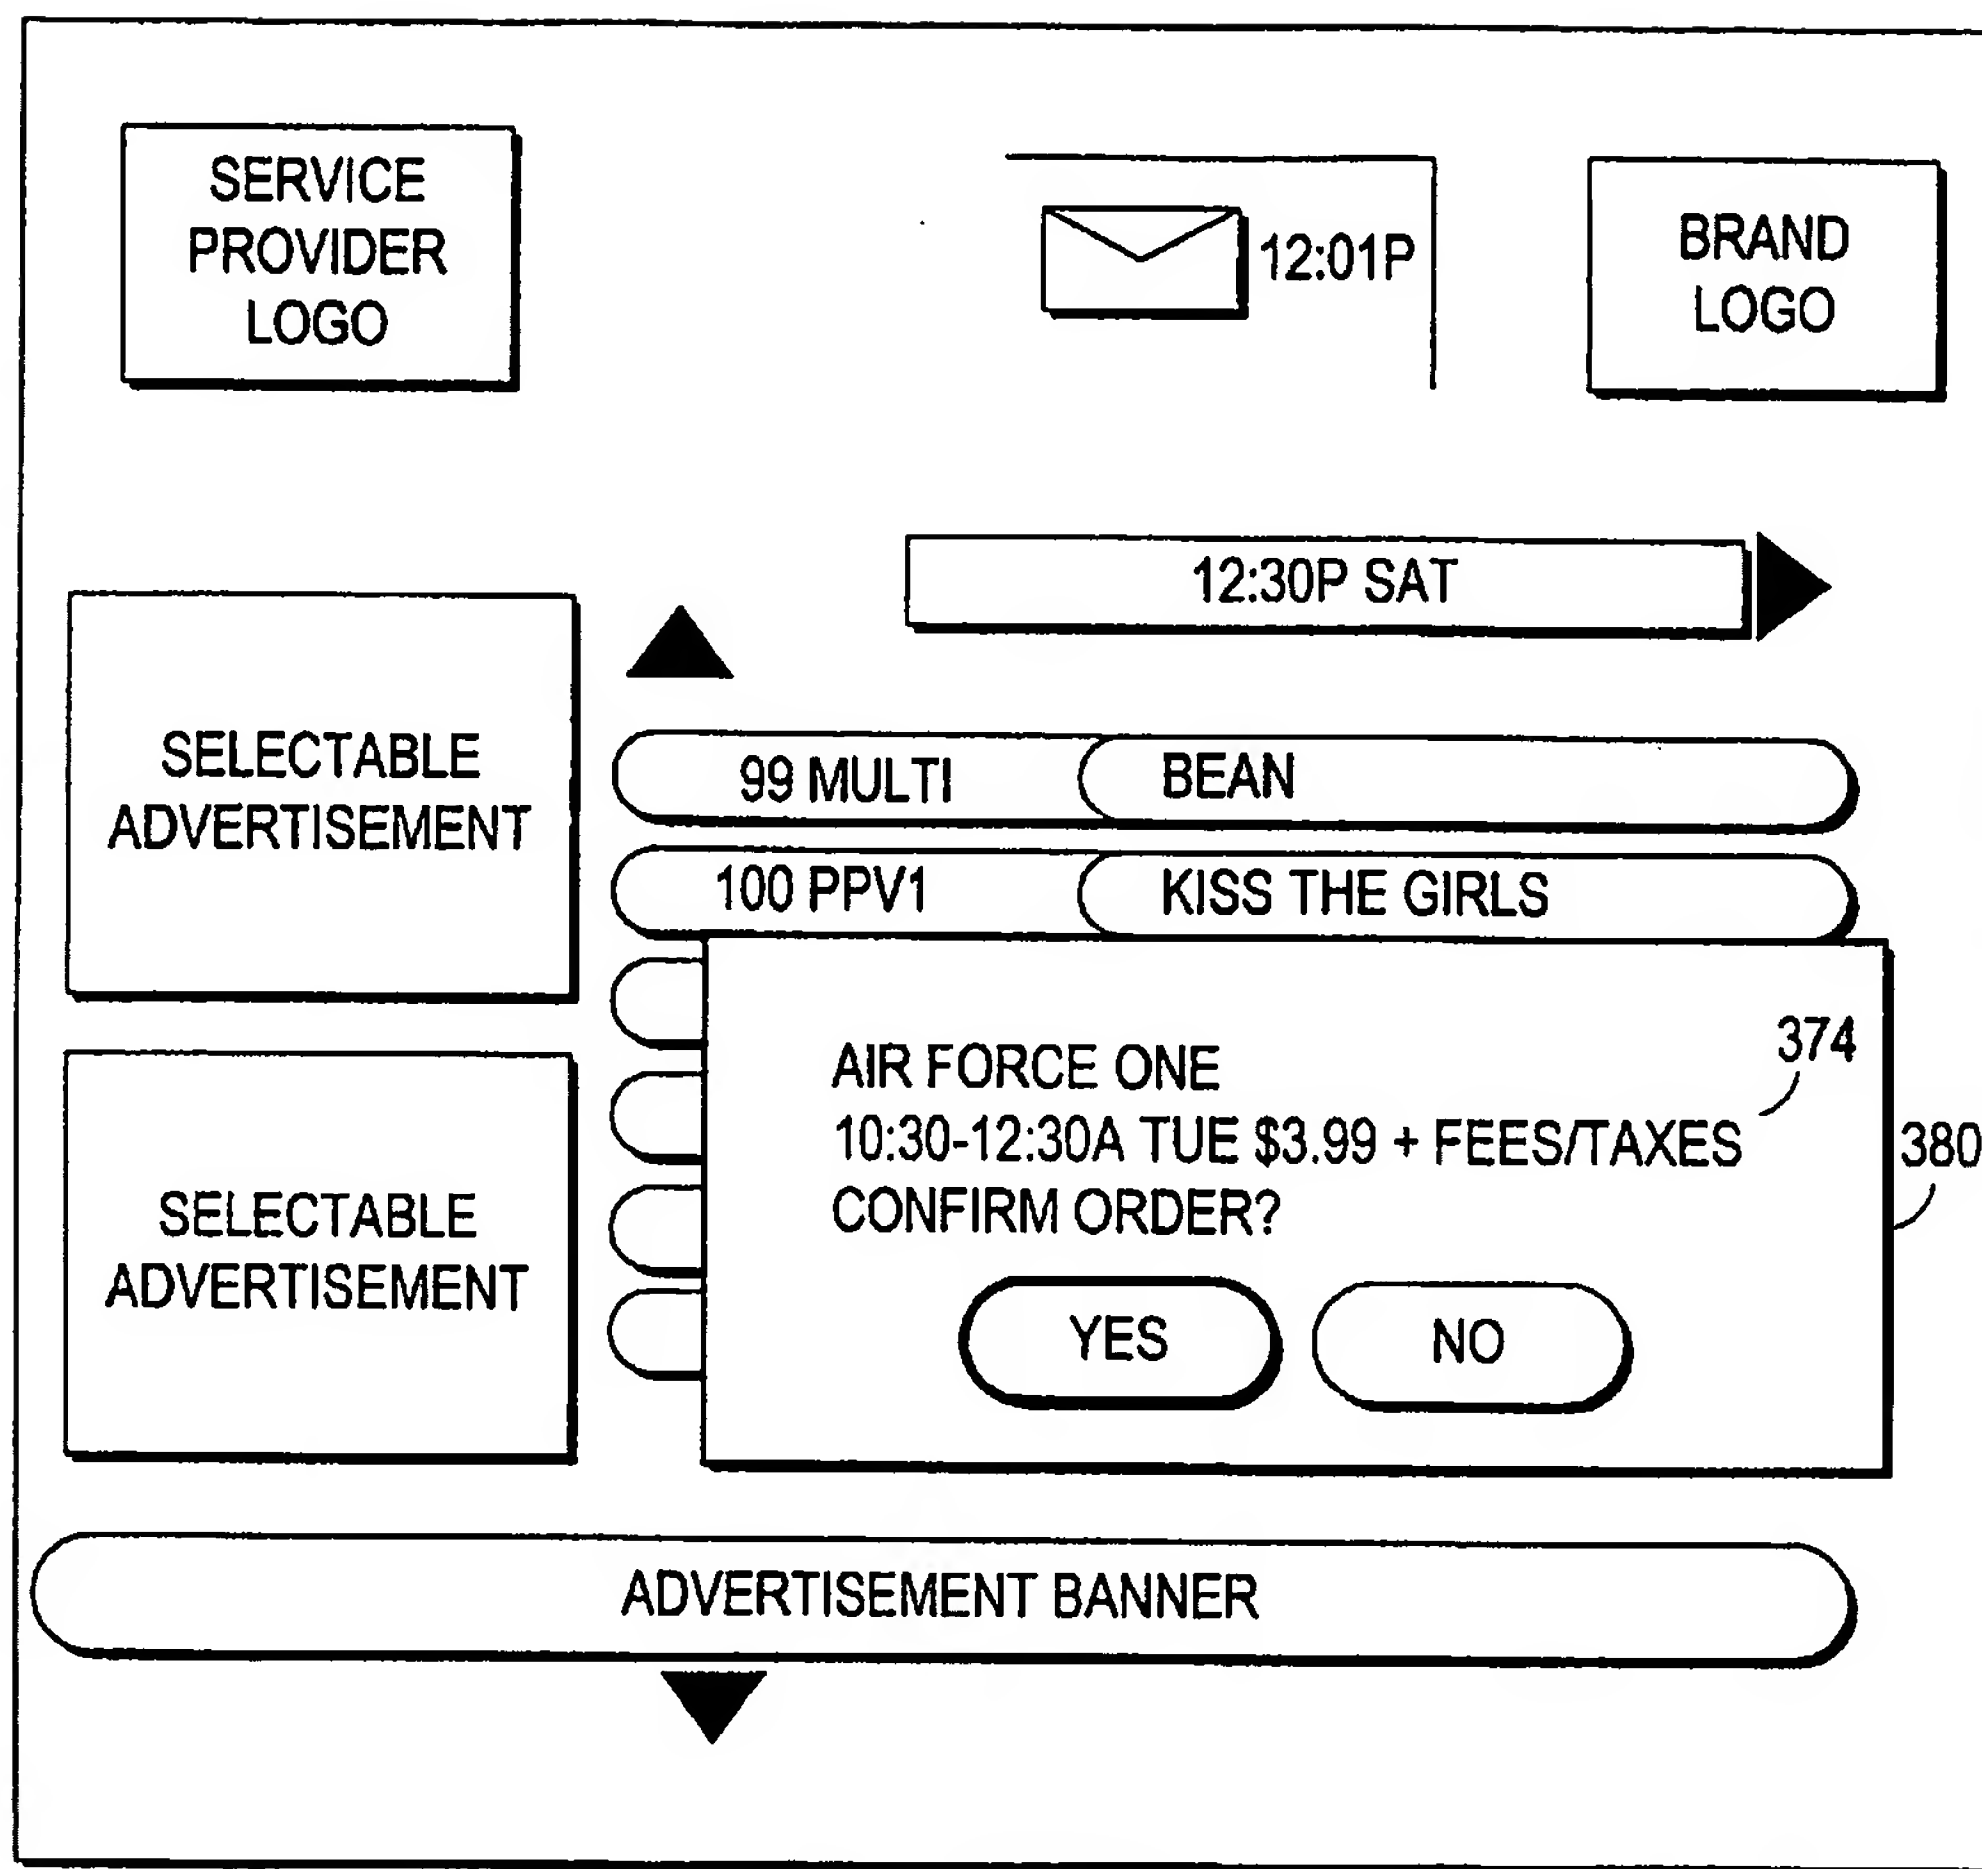 SERVICE
PROVIDER
LOGO
12:01P
BRAND
LOGO
12:30P SAT
SELECTABLE
ADVERTISEMENT
99 MULTI
BEAN
100 PPV1
KISS THE GIRLS
374
AIR FORCE ONE
10:30-12:30A TUE $3.99 + FEES/TAXES
CONFIRM ORDER?
380
SELECTABLE
ADVERTISEMENT
YES
NO
ADVERTISEMENT BANNER